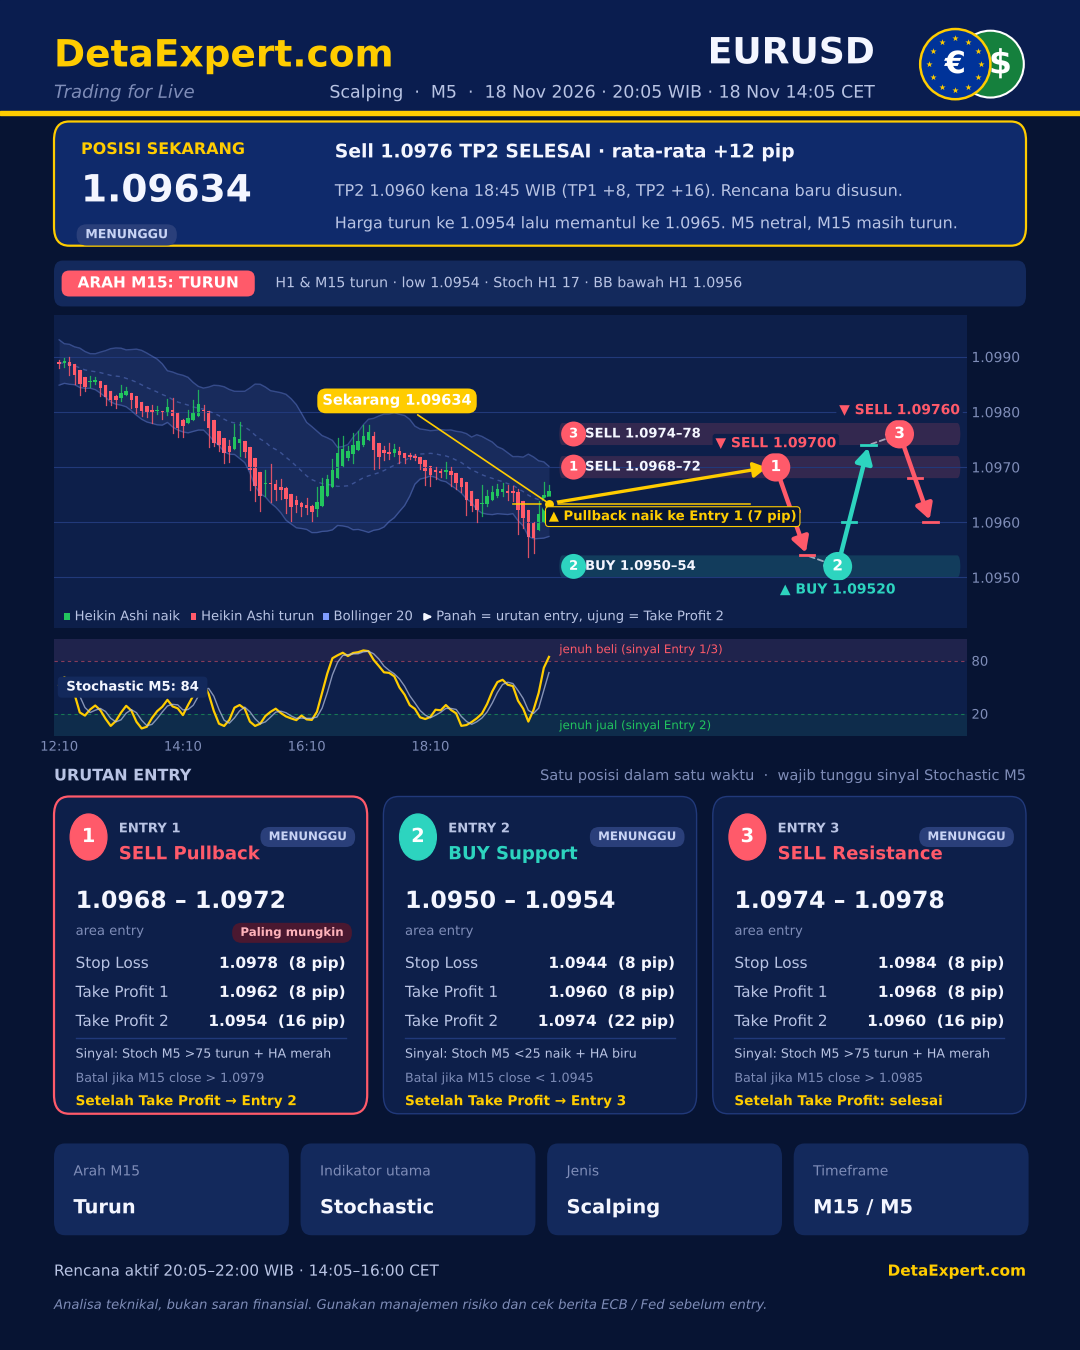 DetaExpert.com
EURUSD
€ $
Trading for Live
Scalping · M5 · 18 Nov 2026 · 20:05 WIB · 18 Nov 14:05 CET
POSISI SEKARANG
1.09634
MENUNGGU
Sell 1.0976 TP2 SELESAI · rata-rata +12 pip
TP2 1.0960 kena 18:45 WIB (TP1 +8, TP2 +16). Rencana baru disusun.
Harga turun ke 1.0954 lalu memantul ke 1.0965. M5 netral, M15 masih turun.
ARAH M15: TURUN
H1 & M15 turun · low 1.0954 · Stoch H1 17 · BB bawah H1 1.0956
1.0990
1.0980
1.0970
1.0960
1.0950
Sekarang 1.09634
▼ SELL 1.09760
3 SELL 1.0974–78
▼ SELL 1.09700
3
1 SELL 1.0968–72
1
▲ Pullback naik ke Entry 1 (7 pip)
2 BUY 1.0950–54
2
▲ BUY 1.09520
Heikin Ashi naik
Heikin Ashi turun
Bollinger 20
Panah = urutan entry, ujung = Take Profit 2
jenuh beli (sinyal Entry 1/3)
80
Stochastic M5: 84
20
jenuh jual (sinyal Entry 2)
12:10
14:10
16:10
18:10
URUTAN ENTRY
Satu posisi dalam satu waktu · wajib tunggu sinyal Stochastic M5
1
ENTRY 1
MENUNGGU
SELL Pullback
1.0968 – 1.0972
area entry
Paling mungkin
Stop Loss 1.0978 (8 pip)
Take Profit 1 1.0962 (8 pip)
Take Profit 2 1.0954 (16 pip)
Sinyal: Stoch M5 >75 turun + HA merah
Batal jika M15 close > 1.0979
Setelah Take Profit → Entry 2
2
ENTRY 2
MENUNGGU
BUY Support
1.0950 – 1.0954
area entry
Stop Loss 1.0944 (8 pip)
Take Profit 1 1.0960 (8 pip)
Take Profit 2 1.0974 (22 pip)
Sinyal: Stoch M5 <25 naik + HA biru
Batal jika M15 close < 1.0945
Setelah Take Profit → Entry 3
3
ENTRY 3
MENUNGGU
SELL Resistance
1.0974 – 1.0978
area entry
Stop Loss 1.0984 (8 pip)
Take Profit 1 1.0968 (8 pip)
Take Profit 2 1.0960 (16 pip)
Sinyal: Stoch M5 >75 turun + HA merah
Batal jika M15 close > 1.0985
Setelah Take Profit: selesai
Arah M15
Turun
Indikator utama
Stochastic
Jenis
Scalping
Timeframe
M15 / M5
Rencana aktif 20:05–22:00 WIB · 14:05–16:00 CET
DetaExpert.com
Analisa teknikal, bukan saran finansial. Gunakan manajemen risiko dan cek berita ECB / Fed sebelum entry.